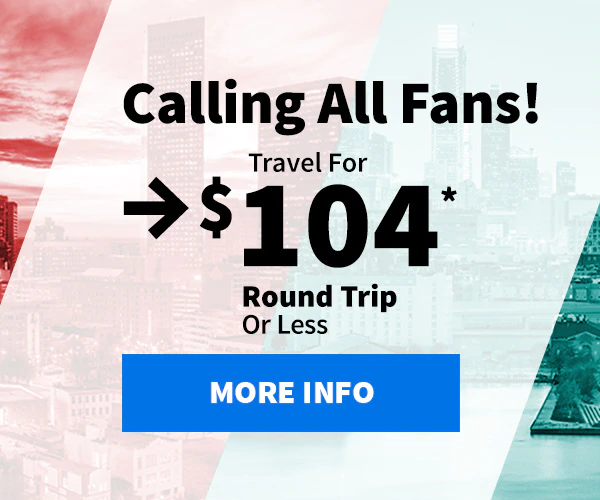 Calling All Fans!
Travel For
→$104*
Round Trip
Or Less
MORE INFO